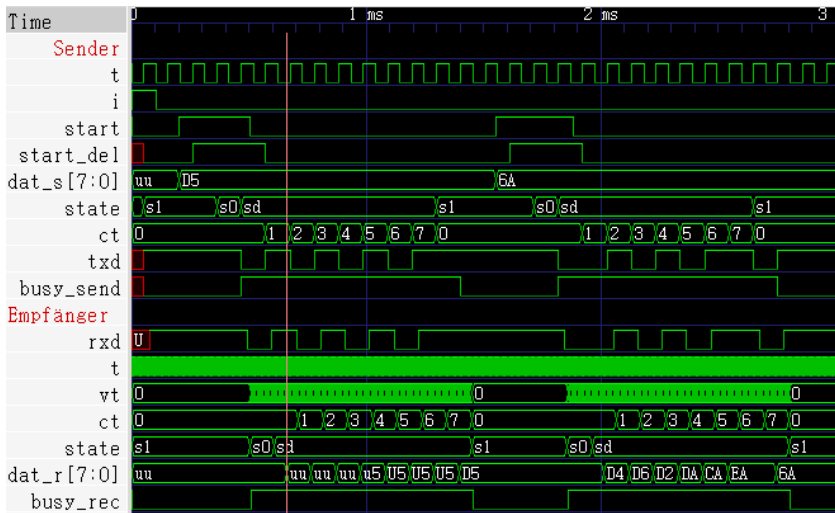 Time 0 1 ms 2 ms 3
Sender
t
i
start
start_del
dat_s[7:0] uu D5 6A
state s1 s0 sd s1 s0 sd s1
ct 0 1 2 3 4 5 6 7 0 1 2 3 4 5 6 7 0
txd
busy_send
Empfänger
rxd U
t
vt 0 0 0
ct 0 1 2 3 4 5 6 7 0 1 2 3 4 5 6 7 0
state s1 s0 sd s1 s0 sd s1
dat_r[7:0] uu uu uu uu u5 U5 U5 U5 D5 D4 D6 D2 DA CA EA 6A
busy_rec